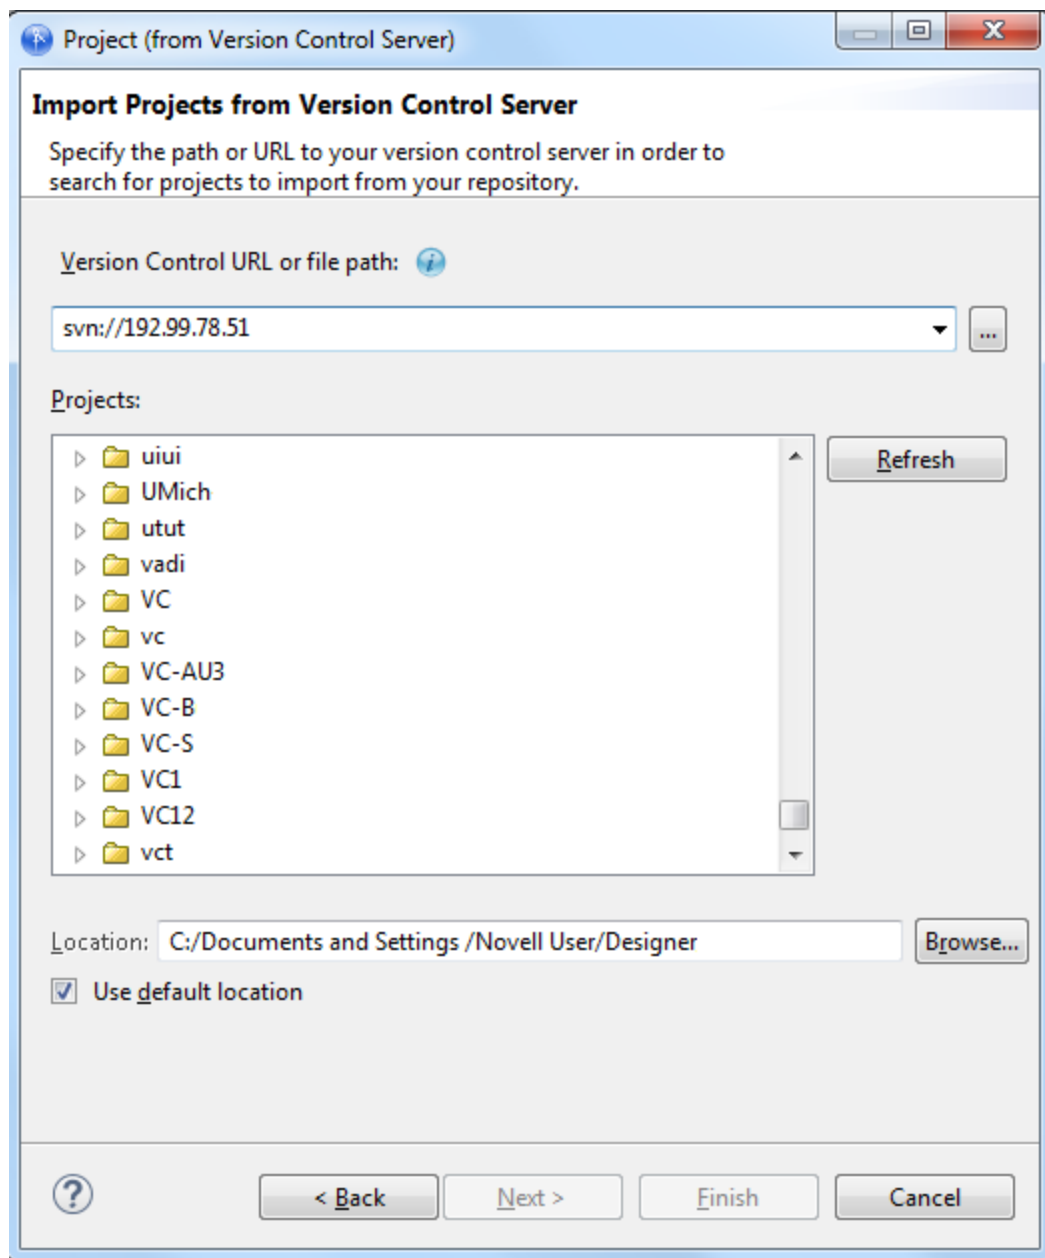 Project (from Version Control Server)
Import Projects from Version Control Server
Specify the path or URL to your version control server in order to
search for projects to import from your repository.
Version Control URL or file path:
svn://192.99.78.51
...
Projects:
uiui
Refresh
UMich
utut
vadi
VC
vc
VC-AU3
VC-B
VC-S
VC1
VC12
vct
Location: C:/Documents and Settings /Novell User/Designer Browse...
Use default location
? < Back Next > Finish Cancel